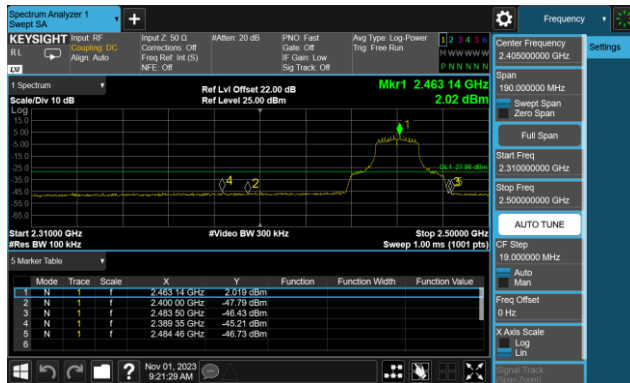 Spectrum Analyzer 1
Swept SA
Frequency
KEYSIGHT Input: RF
RL Coupling: DC
Align: Auto
LXI
Input Z: 50 Ω
Corrections: Off
Freq Ref: Int (S)
NFE: Off
#Atten: 20 dB
PNO: Fast
Gate: Off
IF Gain: Low
Sig Track: Off
Avg Type: Log-Power
Trig: Free Run
1 2 3 4 5 6
M W W W W W
P N N N N N
1 Spectrum
Scale/Div 10 dB
Log
Ref Lvl Offset 22.00 dB
Ref Level 25.00 dBm
Mkr1 2.463 14 GHz
2.02 dBm
15.0
5.00
-5.00
-15.0
-25.0
-35.0
-45.0
-55.0
-65.0
1
DL1 -27.98 dBm
4
2
Start 2.31000 GHz
#Res BW 100 kHz
#Video BW 300 kHz
Stop 2.50000 GHz
Sweep 1.00 ms (1001 pts)
5 Marker Table
Mode Trace Scale X Y Function Function Width Function Value
1 N 1 f 2.463 14 GHz 2.019 dBm
2 N 1 f 2.400 00 GHz -47.79 dBm
3 N 1 f 2.483 50 GHz -46.43 dBm
4 N 1 f 2.389 35 GHz -45.21 dBm
5 N 1 f 2.484 46 GHz -46.73 dBm
6
Nov 01, 2023
9:21:29 AM
?
Settings
Center Frequency
2.405000000 GHz
Span
190.000000 MHz
Swept Span
Zero Span
Full Span
Start Freq
2.310000000 GHz
Stop Freq
2.500000000 GHz
AUTO TUNE
CF Step
19.000000 MHz
Auto
Man
Freq Offset
0 Hz
X Axis Scale
Log
Lin
Signal Track
(Span Zoom)